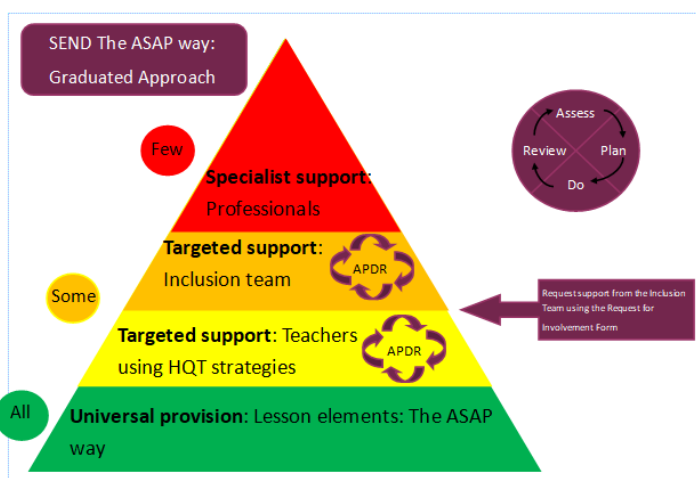 SEND The ASAP way:
Graduated Approach
Few
Specialist support:
Professionals
Assess
Review
Plan
Do
Targeted support:
Inclusion team
APDR
Some
Request support from the Inclusion
Team using the Request for
Involvement Form
Targeted support: Teachers
using HQT strategies
APDR
All
Universal provision: Lesson elements: The ASAP
way